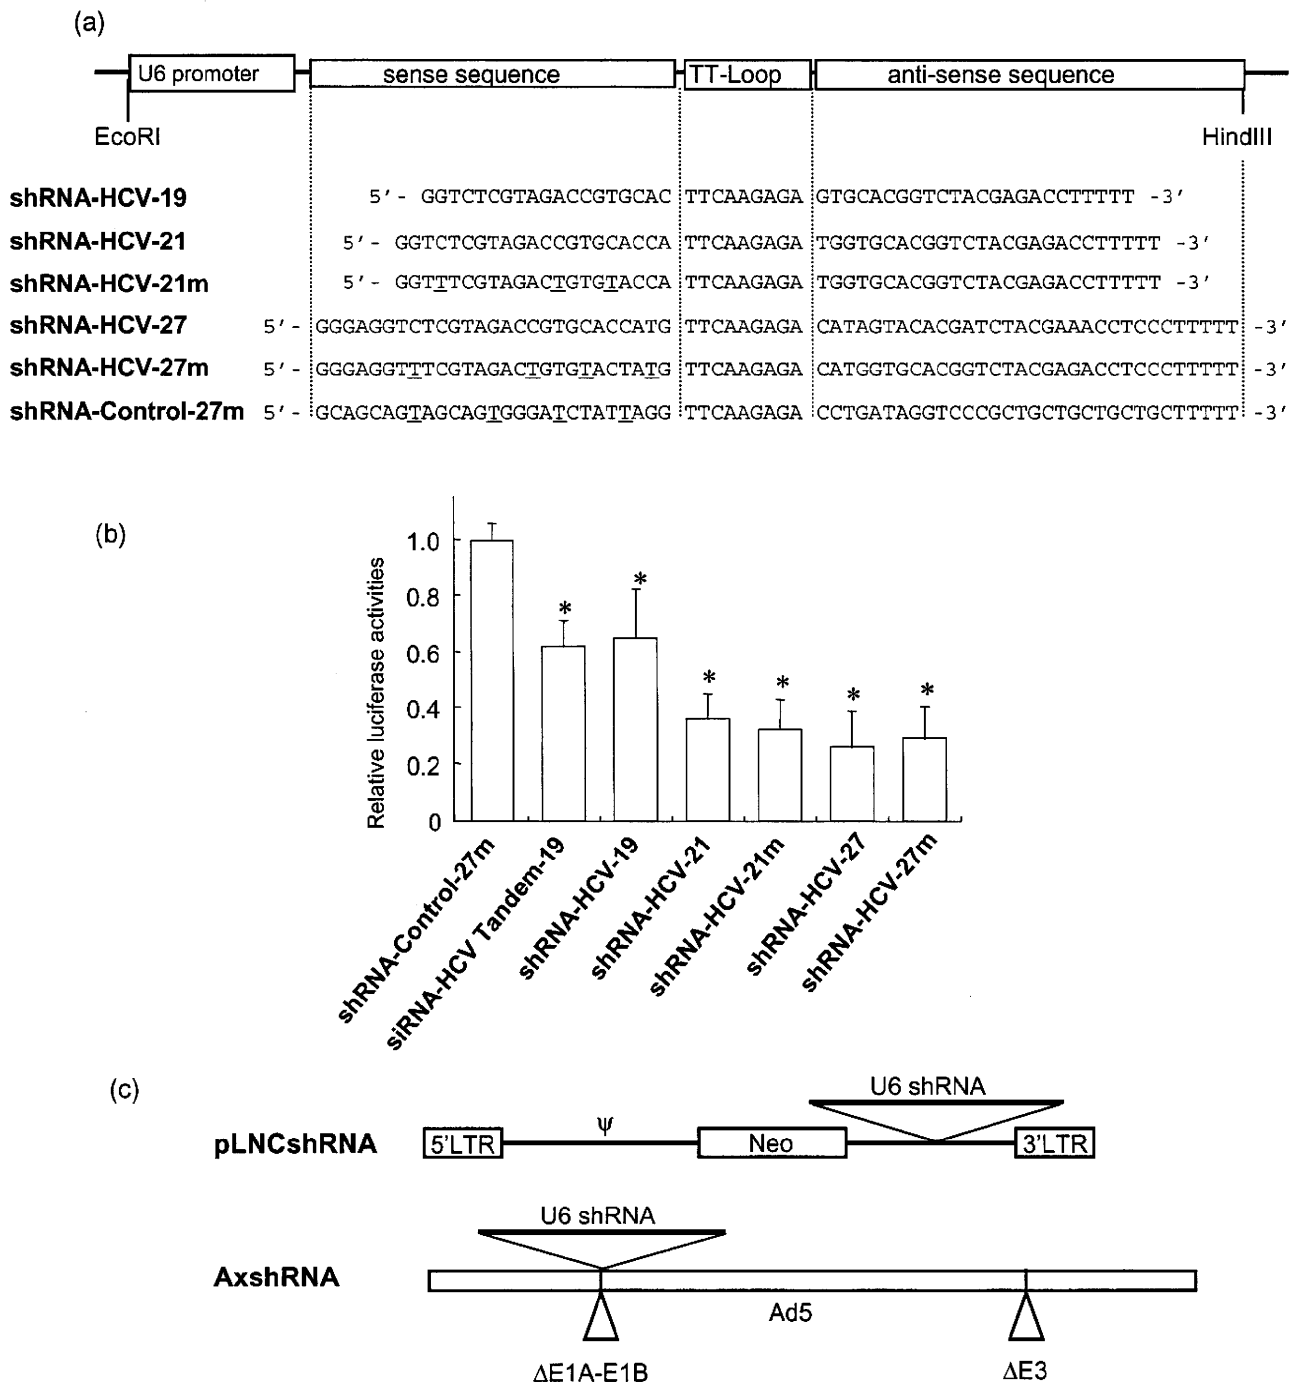 (a)
U6 promoter sense sequence TT-Loop anti-sense sequence
EcoRI HindIII
shRNA-HCV-19 5'- GGTCTCGTAGACCGTGCAC TTCAAGAGA GTGCACGGTCTACGAGACCTTTTT -3'
shRNA-HCV-21 5'- GGTCTCGTAGACCGTGCACCA TTCAAGAGA TGGTGCACGGTCTACGAGACCTTTTT -3'
shRNA-HCV-21m 5'- GGTTTCGTAGACTGTGTACCA TTCAAGAGA TGGTGCACGGTCTACGAGACCTTTTT -3'
shRNA-HCV-27 5'- GGGAGGTCTCGTAGACCGTGCACCATG TTCAAGAGA CATAGTACACGATCTACGAAACCTCCCTTTTT -3'
shRNA-HCV-27m 5'- GGGAGGTTTCGTAGACTGTGTACTATG TTCAAGAGA CATGGTGCACGGTCTACGAGACCTCCCTTTTT -3'
shRNA-Control-27m 5'- GCAGCAGTAGCAGTGGGATCTATTAGG TTCAAGAGA CCTGATAGGTCCCGCTGCTGCTGCTGCTTTTT -3'
(b)
Relative luciferase activities
1.0
0.8
0.6
0.4
0.2
0
* * * * * *
shRNA-Control-27m
siRNA-HCV Tandem-19
shRNA-HCV-19
shRNA-HCV-21
shRNA-HCV-21m
shRNA-HCV-27
shRNA-HCV-27m
(c)
U6 shRNA
pLNCshRNA 5'LTR ψ Neo 3'LTR
U6 shRNA
AxshRNA
Ad5
ΔE1A-E1B ΔE3